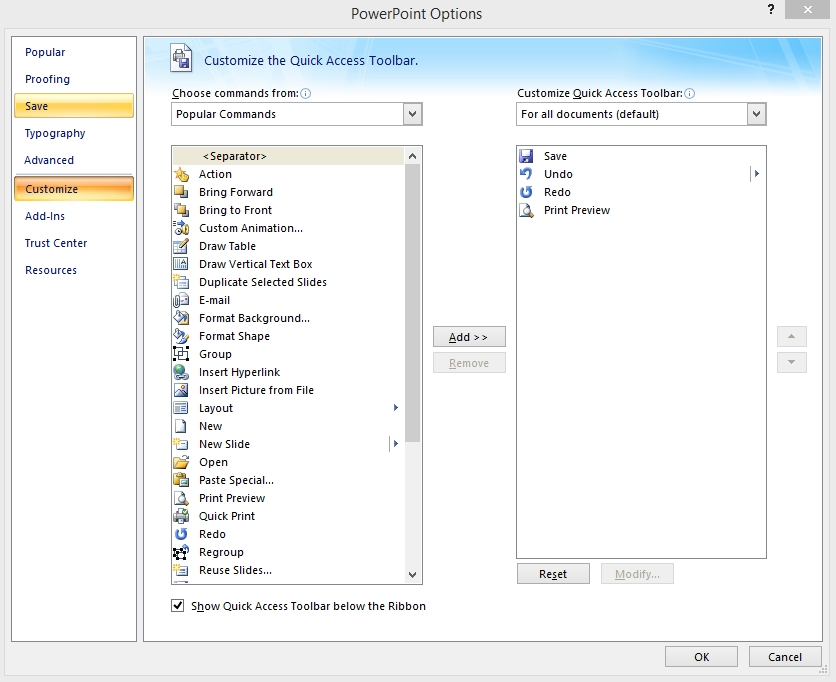 PowerPoint Options
?
Popular
Proofing
Save
Typography
Advanced
Customize
Add-Ins
Trust Center
Resources
Customize the Quick Access Toolbar.
Choose commands from:
Popular Commands
<Separator>
Action
Bring Forward
Bring to Front
Custom Animation...
Draw Table
Draw Vertical Text Box
Duplicate Selected Slides
E-mail
Format Background...
Format Shape
Group
Insert Hyperlink
Insert Picture from File
Layout
New
New Slide
Open
Paste Special...
Print Preview
Quick Print
Redo
Regroup
Reuse Slides...
Show Quick Access Toolbar below the Ribbon
Add >>
Remove
Customize Quick Access Toolbar:
For all documents (default)
Save
Undo
Redo
Print Preview
Reset
Modify...
OK
Cancel